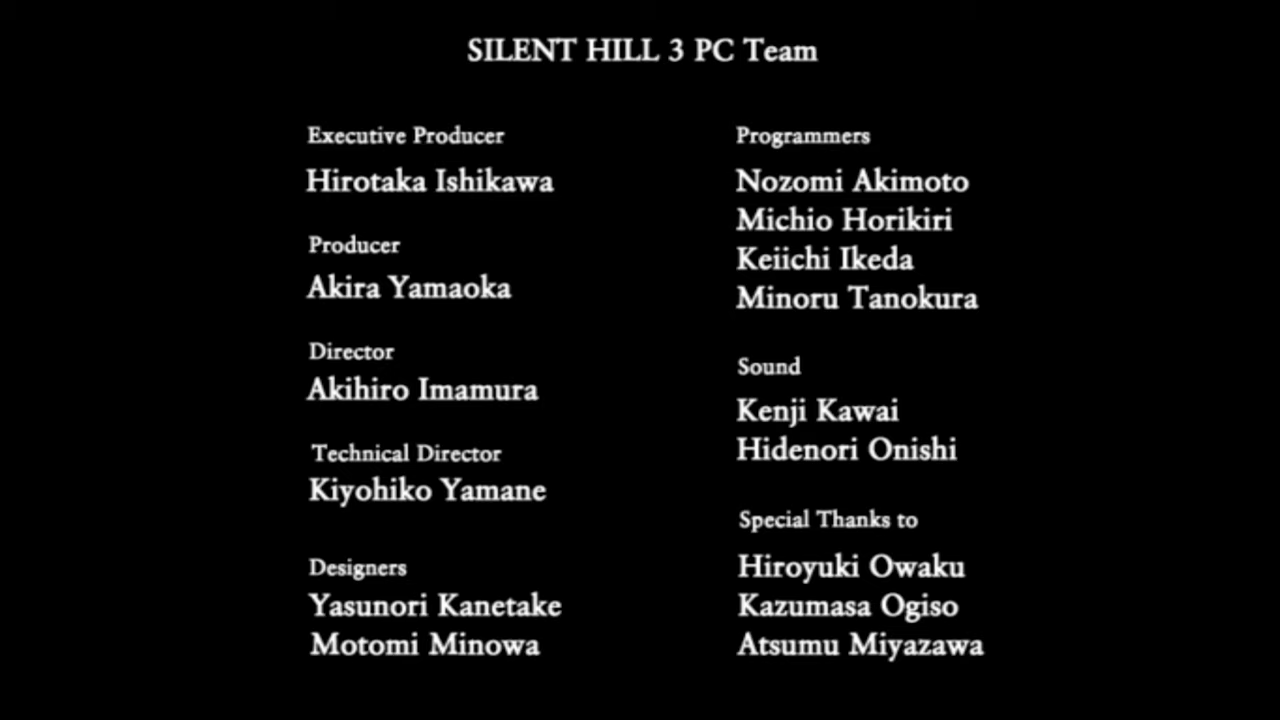 SILENT HILL 3 PC Team
Executive Producer
Hirotaka Ishikawa
Producer
Akira Yamaoka
Director
Akihiro Imamura
Technical Director
Kiyohiko Yamane
Designers
Yasunori Kanetake
Motomi Minowa
Programmers
Nozomi Akimoto
Michio Horikiri
Keiichi Ikeda
Minoru Tanokura
Sound
Kenji Kawai
Hidenori Onishi
Special Thanks to
Hiroyuki Owaku
Kazumasa Ogiso
Atsumu Miyazawa